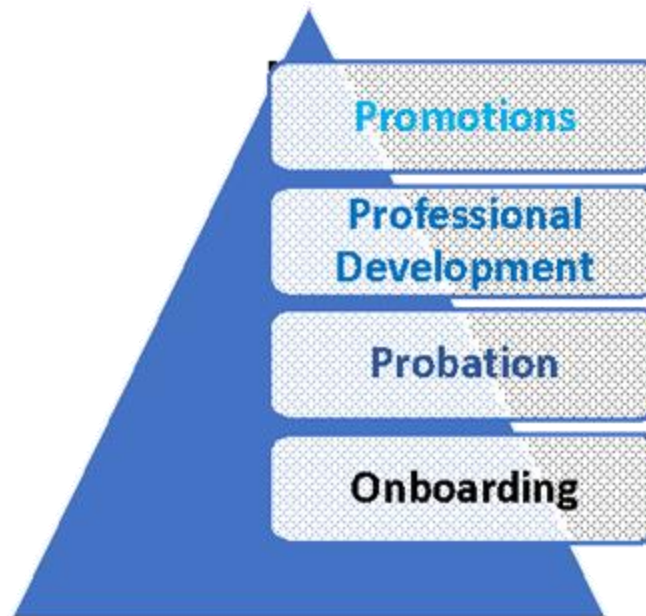 Promotions
Professional
Development
Probation
Onboarding